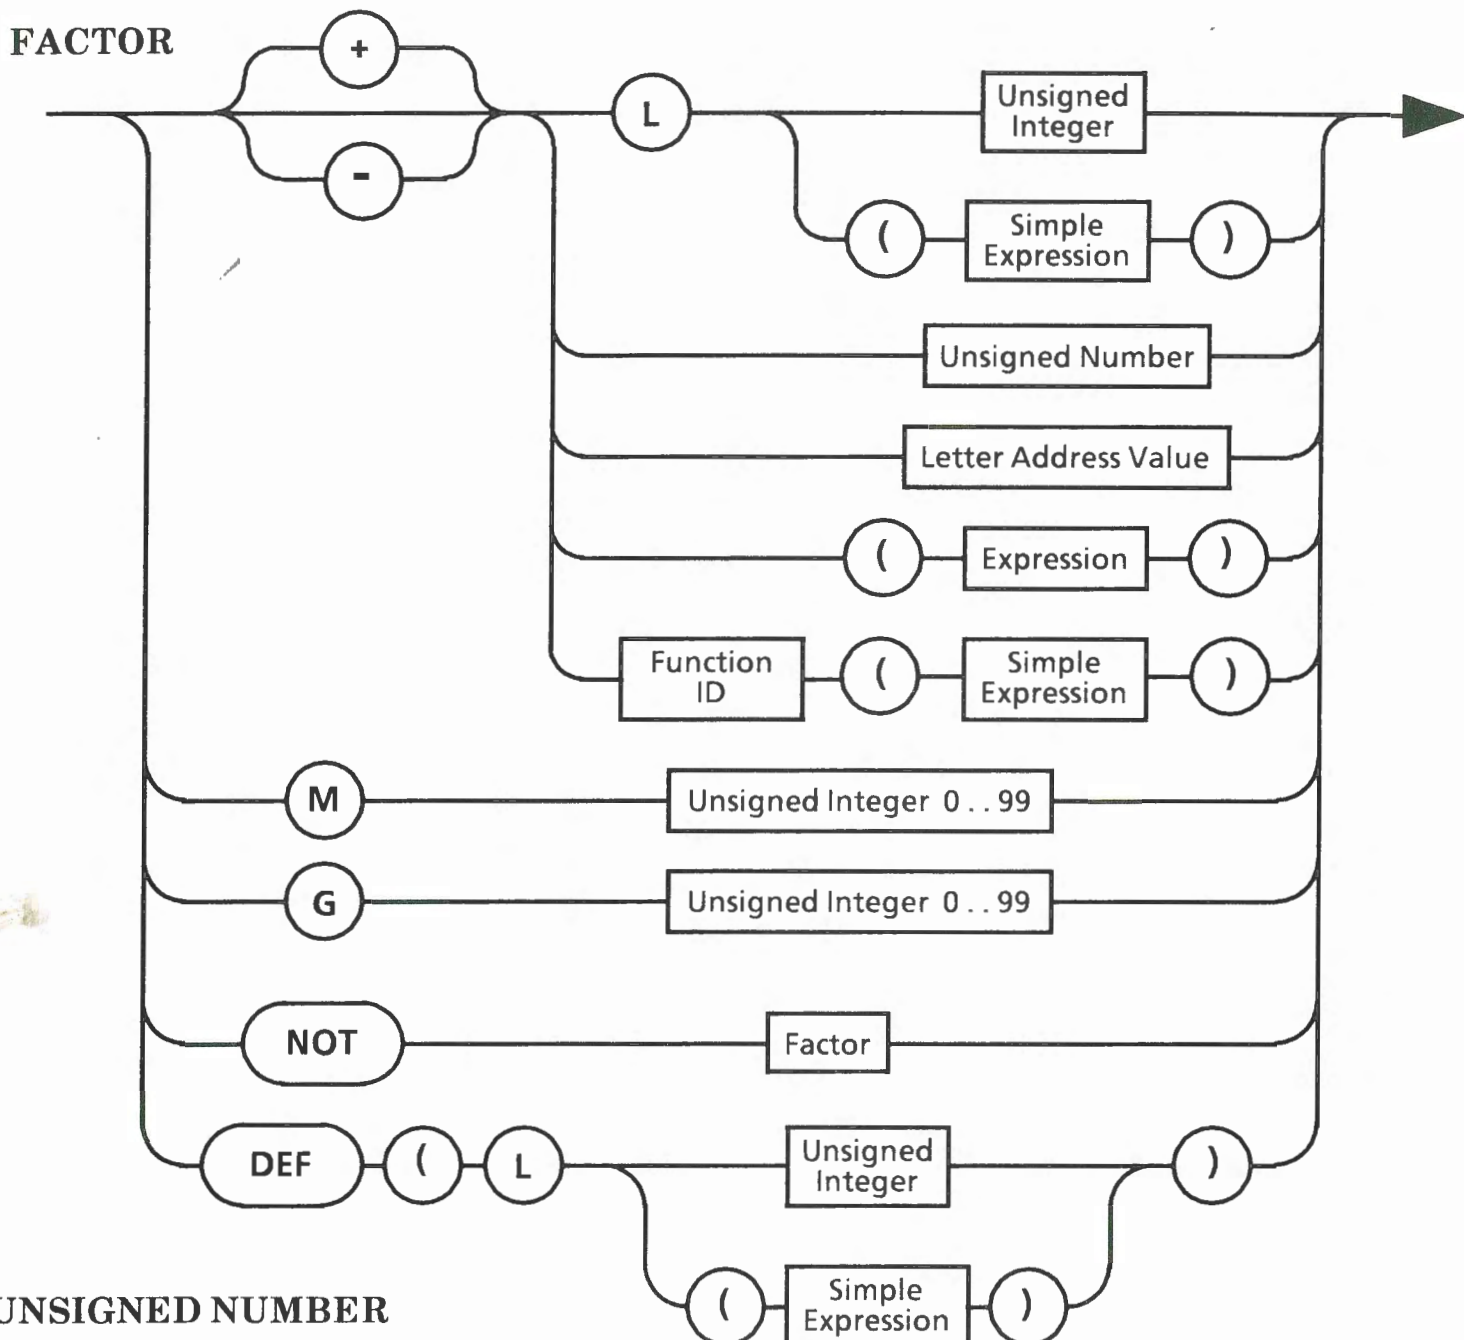 FACTOR
+
-
L
Unsigned
Integer
(
Simple
Expression
)
Unsigned Number
Letter Address Value
(
Expression
)
Function
ID
(
Simple
Expression
)
M
Unsigned Integer 0 . . 99
G
Unsigned Integer 0 . . 99
NOT
Factor
DEF
(
L
Unsigned
Integer
)
(
Simple
Expression
)
UNSIGNED NUMBER